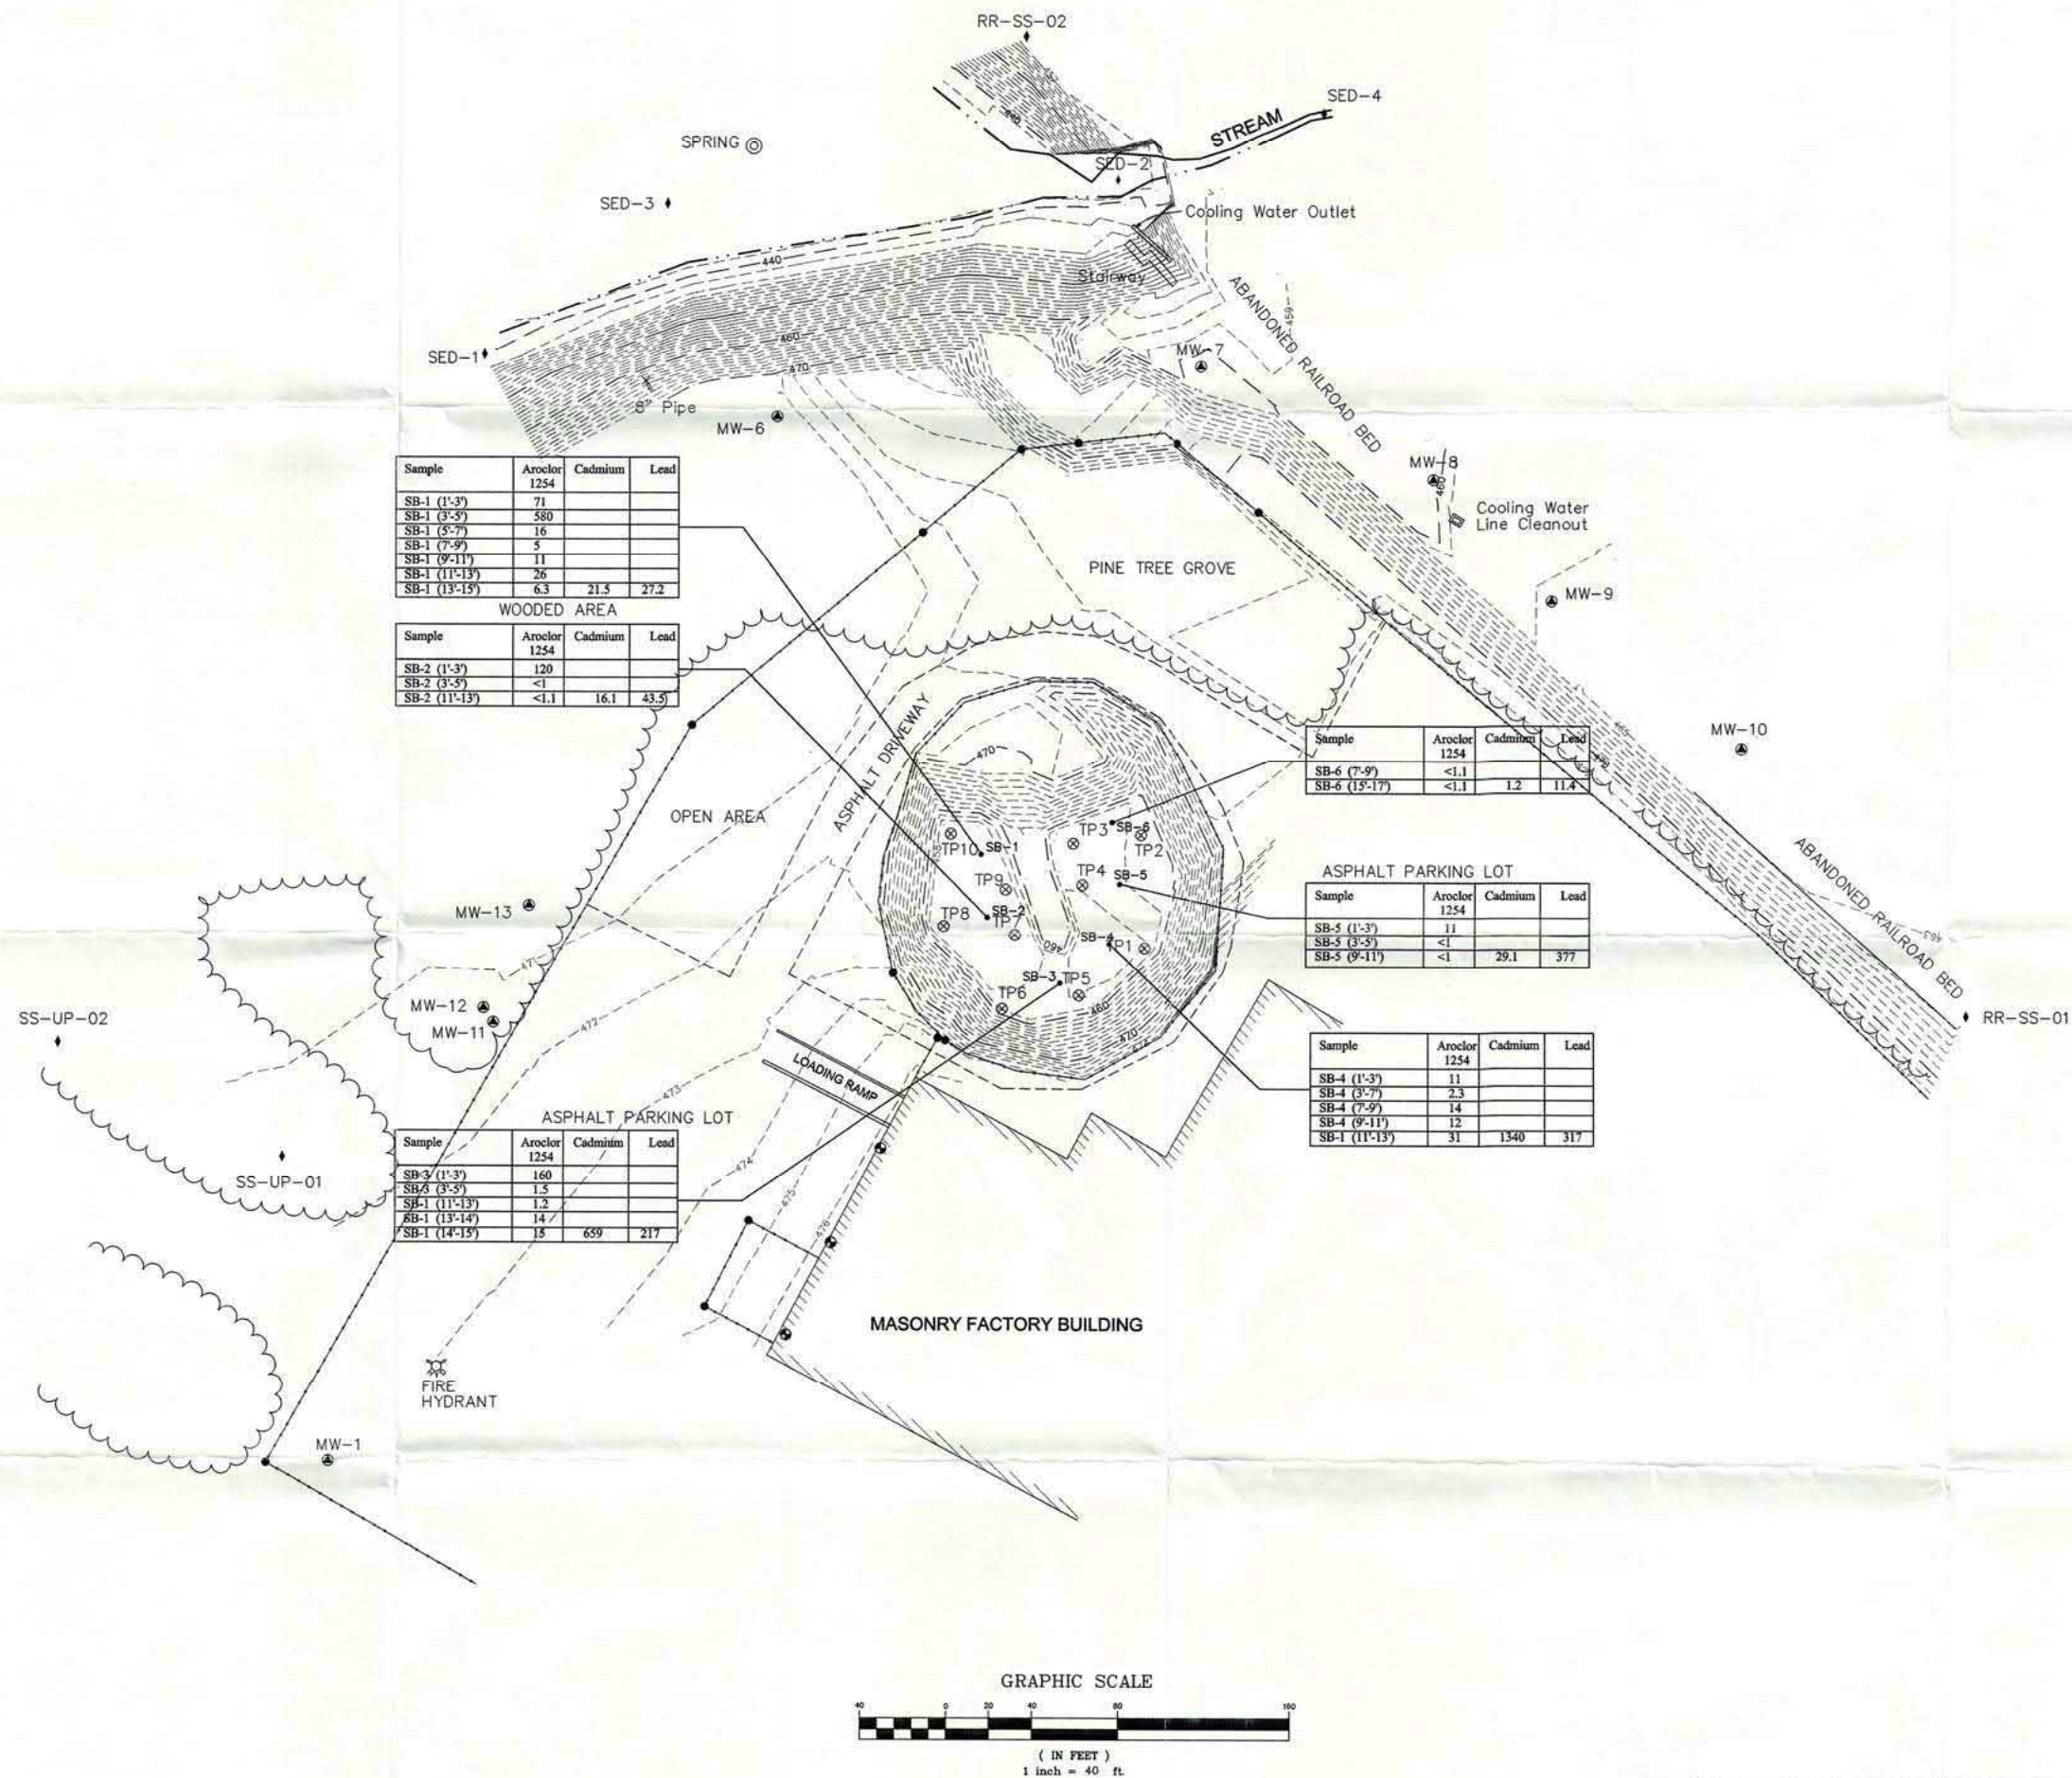 RR-SS-02
SED-4
STREAM
SPRING
SED-2
SED-3
Cooling Water Outlet
440
440
Stairway
ABANDONED RAILROAD BED
459
SED-1
460
470
MW-7
8" Pipe
MW-6
MW-8
460
Cooling Water
Line Cleanout
Sample Aroclor 1254 Cadmium Lead
SB-1 (1'-3') 71
SB-1 (3'-5') 580
SB-1 (5'-7') 16
SB-1 (7'-9') 5
SB-1 (9'-11') 11
SB-1 (11'-13') 26
SB-1 (13'-15') 6.3 21.5 27.2
WOODED AREA
PINE TREE GROVE
MW-9
Sample Aroclor 1254 Cadmium Lead
SB-2 (1'-3') 120
SB-2 (3'-5') <1
SB-2 (11'-13') <1.1 16.1 43.5
ASPHALT DRIVEWAY
465
470
MW-10
470
Sample Aroclor 1254 Cadmium Lead
SB-6 (7'-9') <1.1
SB-6 (15'-17') <1.1 1.2 11.4
OPEN AREA
TP3
SB-6
TP10
SB-1
TP2
TP9
TP4
SB-5
ASPHALT PARKING LOT
ABANDONED RAILROAD BED
Sample Aroclor 1254 Cadmium Lead
SB-5 (1'-3') 11
SB-5 (3'-5') <1
SB-5 (9'-11') <1 29.1 377
MW-13
TP8
SB-2
TP7
SB-4
TP1
460
463
471
SB-3
TP5
TP6
460
470
MW-12
MW-11
472
SS-UP-02
RR-SS-01
LOADING RAMP
473
Sample Aroclor 1254 Cadmium Lead
SB-4 (1'-3') 11
SB-4 (3'-7') 2.3
SB-4 (7'-9') 14
SB-4 (9'-11') 12
SB-1 (11'-13') 31 1340 317
ASPHALT PARKING LOT
Sample Aroclor 1254 Cadmium Lead
SB-3 (1'-3') 160
SB-3 (3'-5') 1.5
SB-1 (11'-13') 1.2
SB-1 (13'-14') 14
SB-1 (14'-15') 15 659 217
474
475
476
SS-UP-01
MASONRY FACTORY BUILDING
FIRE
HYDRANT
MW-1
GRAPHIC SCALE
40 0 20 40 80 160
( IN FEET )
1 inch = 40 ft.